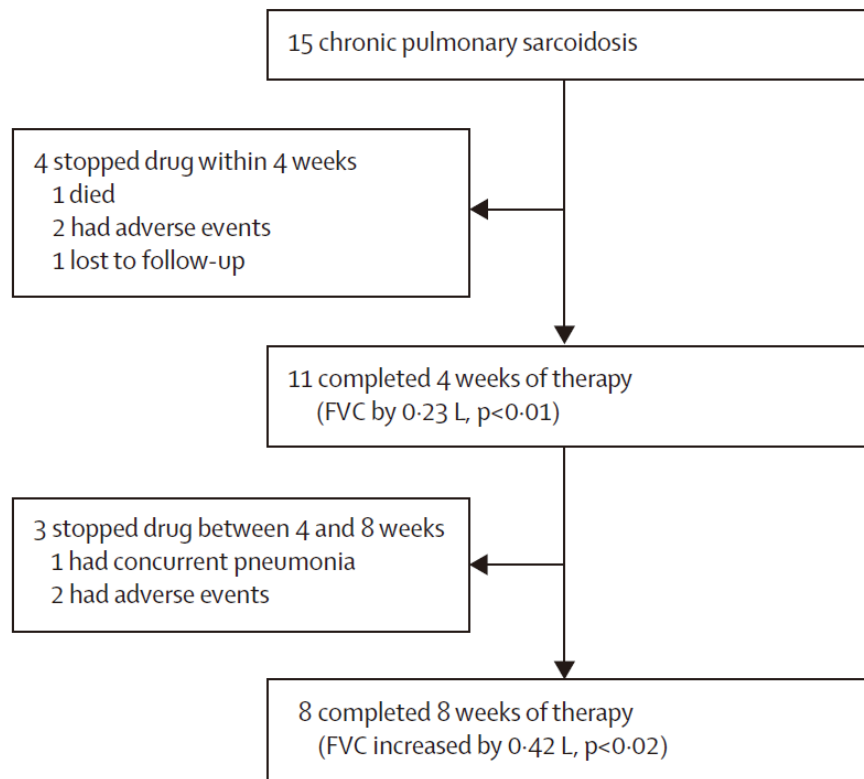 15 chronic pulmonary sarcoidosis
4 stopped drug within 4 weeks
1 died
2 had adverse events
1 lost to follow-up
11 completed 4 weeks of therapy
(FVC by 0·23 L, p<0·01)
3 stopped drug between 4 and 8 weeks
1 had concurrent pneumonia
2 had adverse events
8 completed 8 weeks of therapy
(FVC increased by 0·42 L, p<0·02)